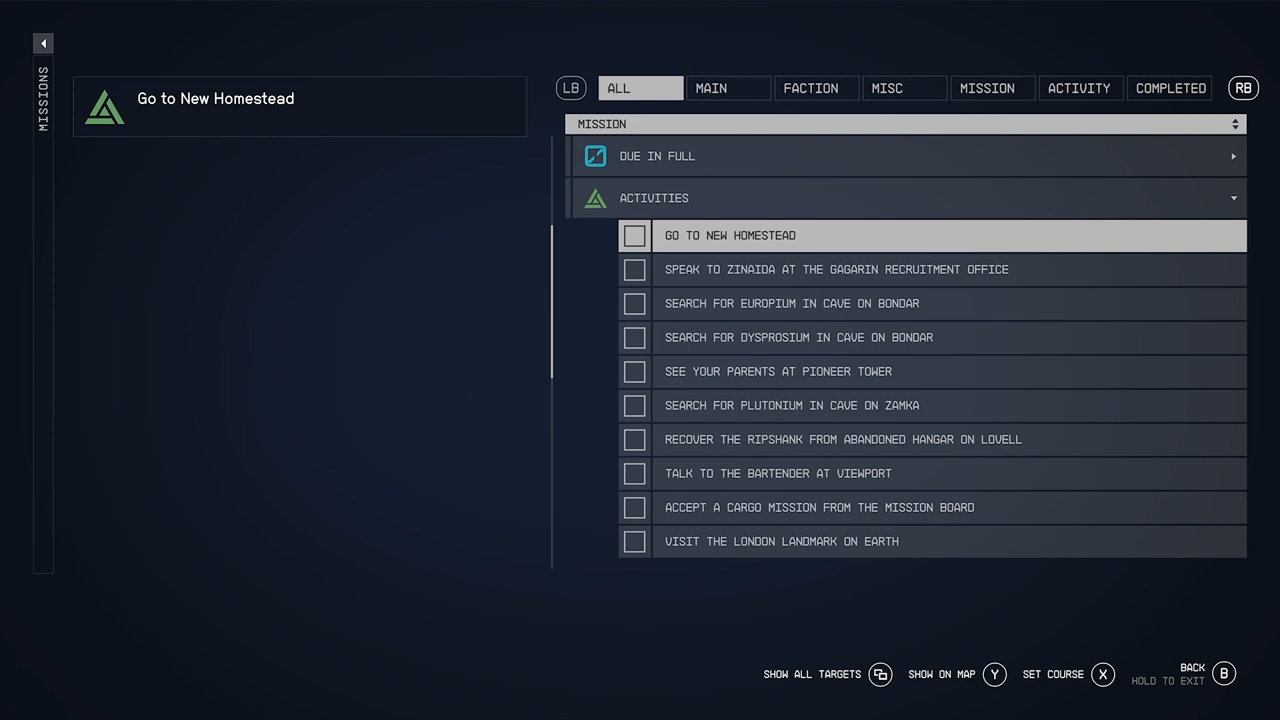 MISSIONS
Go to New Homestead
LB ALL MAIN FACTION MISC MISSION ACTIVITY COMPLETED RB
MISSION
DUE IN FULL
ACTIVITIES
GO TO NEW HOMESTEAD
SPEAK TO ZINAIDA AT THE GAGARIN RECRUITMENT OFFICE
SEARCH FOR EUROPIUM IN CAVE ON BONDAR
SEARCH FOR DYSPROSIUM IN CAVE ON BONDAR
SEE YOUR PARENTS AT PIONEER TOWER
SEARCH FOR PLUTONIUM IN CAVE ON ZAMKA
RECOVER THE RIPSHANK FROM ABANDONED HANGAR ON LOVELL
TALK TO THE BARTENDER AT VIEWPORT
ACCEPT A CARGO MISSION FROM THE MISSION BOARD
VISIT THE LONDON LANDMARK ON EARTH
SHOW ALL TARGETS SHOW ON MAP Y SET COURSE X BACK B
HOLD TO EXIT